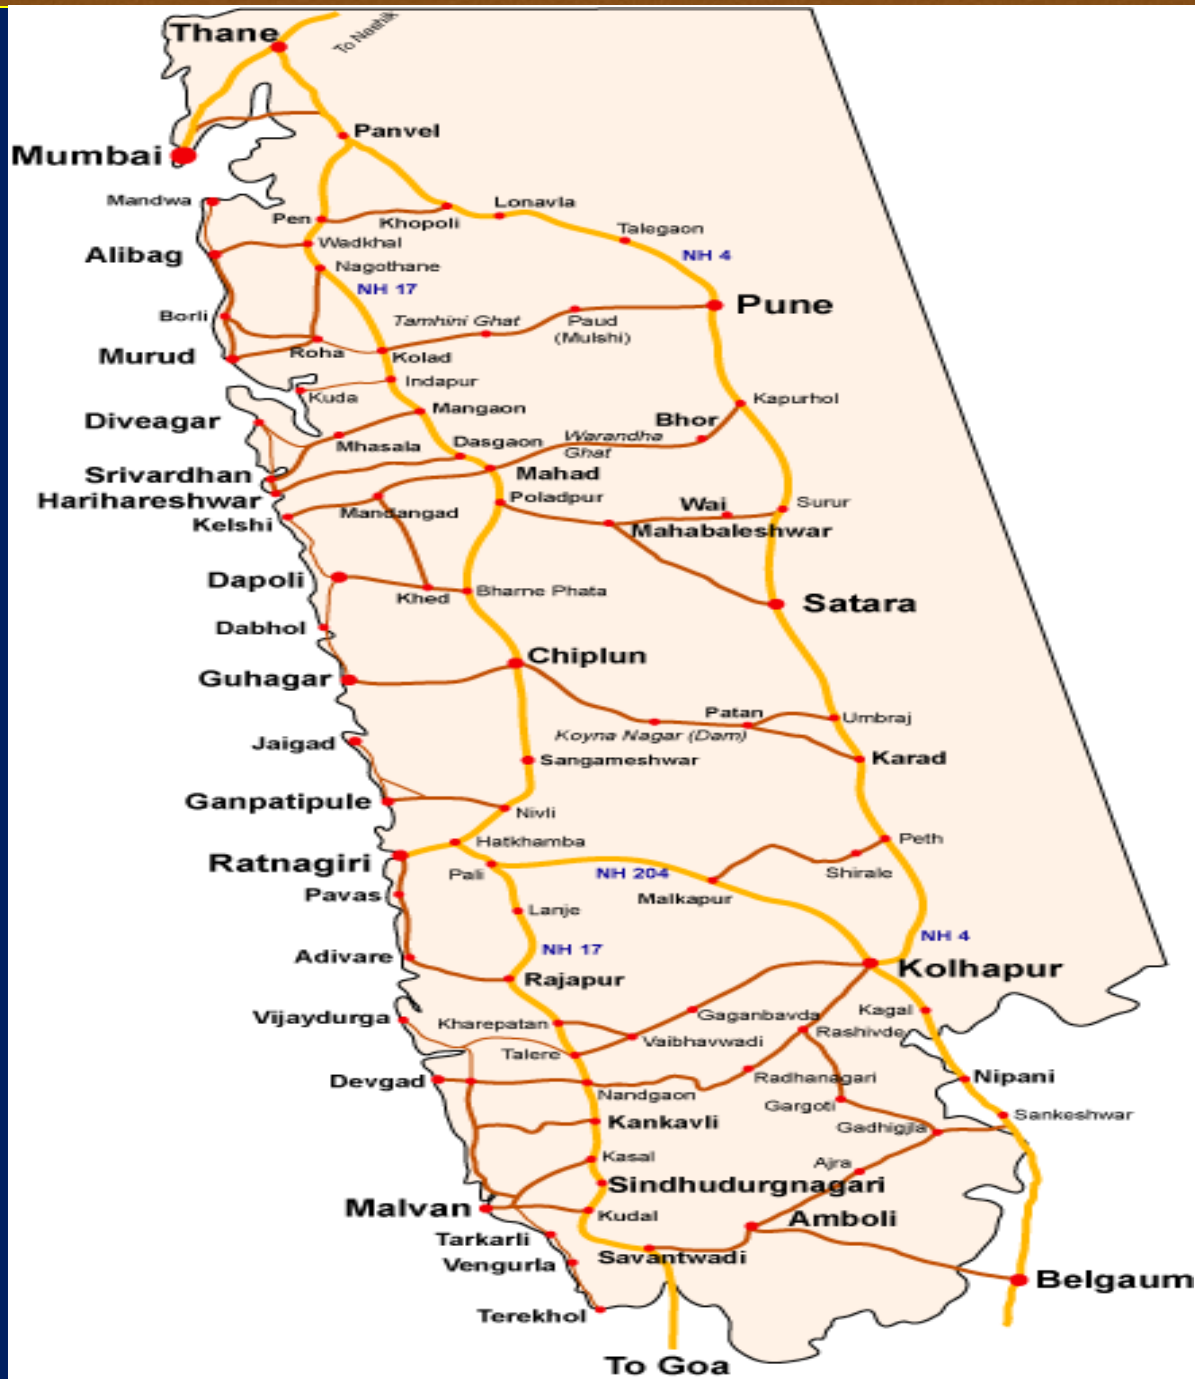 Thane
To Nashik
Panvel
Mumbai
Mandwa
Lonavla
Pen
Khopoli
Talegaon
Wadkhal
Alibag
NH 4
Nagothane
NH 17
Pune
Borli
Tamhini Ghat
Paud
(Mulshi)
Murud
Roha
Kolad
Indapur
Kuda
Kapurhol
Mangaon
Diveagar
Bhor
Mhasala
Dasgaon
Warandha
Ghat
Srivardhan
Mahad
Harihareshwar
Poladpur
Wai
Surur
Mandangad
Kelshi
Mahabaleshwar
Dapoli
Khed
Bharne Phata
Satara
Dabhol
Chiplun
Guhagar
Patan
Umbraj
Koyna Nagar (Dam)
Jaigad
Sangameshwar
Karad
Ganpatipule
Nivli
Hatkhamba
Peth
Ratnagiri
Pali
NH 204
Shirale
Pavas
Malkapur
Lanje
NH 4
NH 17
Adivare
Kolhapur
Rajapur
Vijaydurga
Kharepatan
Gaganbavda
Kagal
Rashivde
Vaibhavwadi
Talere
Devgad
Radhanagari
Nipani
Nandgaon
Gargoti
Kankavli
Gadhigjla
Sankeshwar
Kasal
Ajra
Sindhudurgnagari
Malvan
Kudal
Amboli
Tarkarli
Savantwadi
Vengurla
Belgaum
Terekhol
To Goa